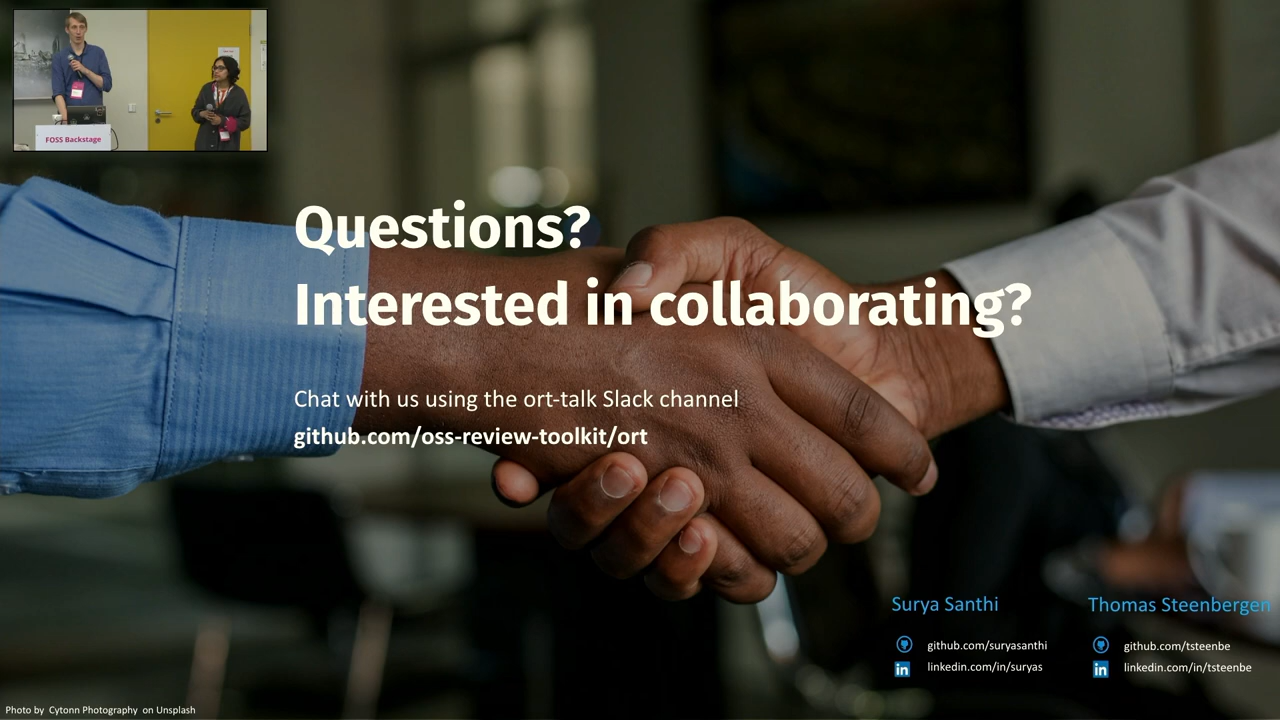 FOSS Backstage
Questions?
Interested in collaborating?
Chat with us using the ort-talk Slack channel
github.com/oss-review-toolkit/ort
Surya Santhi
github.com/suryasanthi
linkedin.com/in/suryas
Thomas Steenbergen
github.com/tsteenbe
linkedin.com/in/tsteenbe
Photo by Cytonn Photography on Unsplash